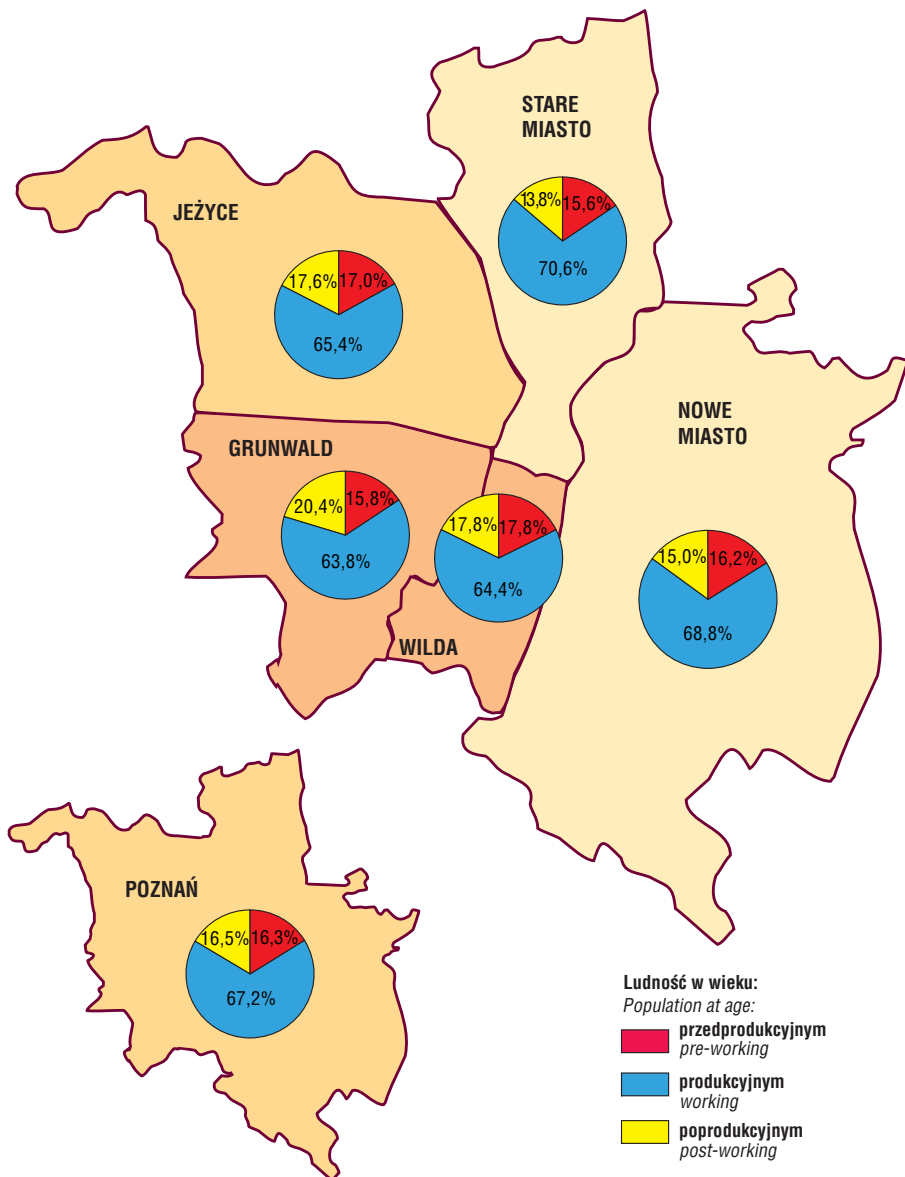 STARE
MIASTO
13,8%
15,6%
70,6%
JEŻYCE
17,6%
17,0%
65,4%
NOWE
MIASTO
15,0%
16,2%
68,8%
GRUNWALD
20,4%
15,8%
63,8%
17,8%
17,8%
64,4%
WILDA
POZNAŃ
16,5%
16,3%
67,2%
Ludność w wieku:
Population at age:
przedprodukcyjnym
pre-working
produkcyjnym
working
poprodukcyjnym
post-working